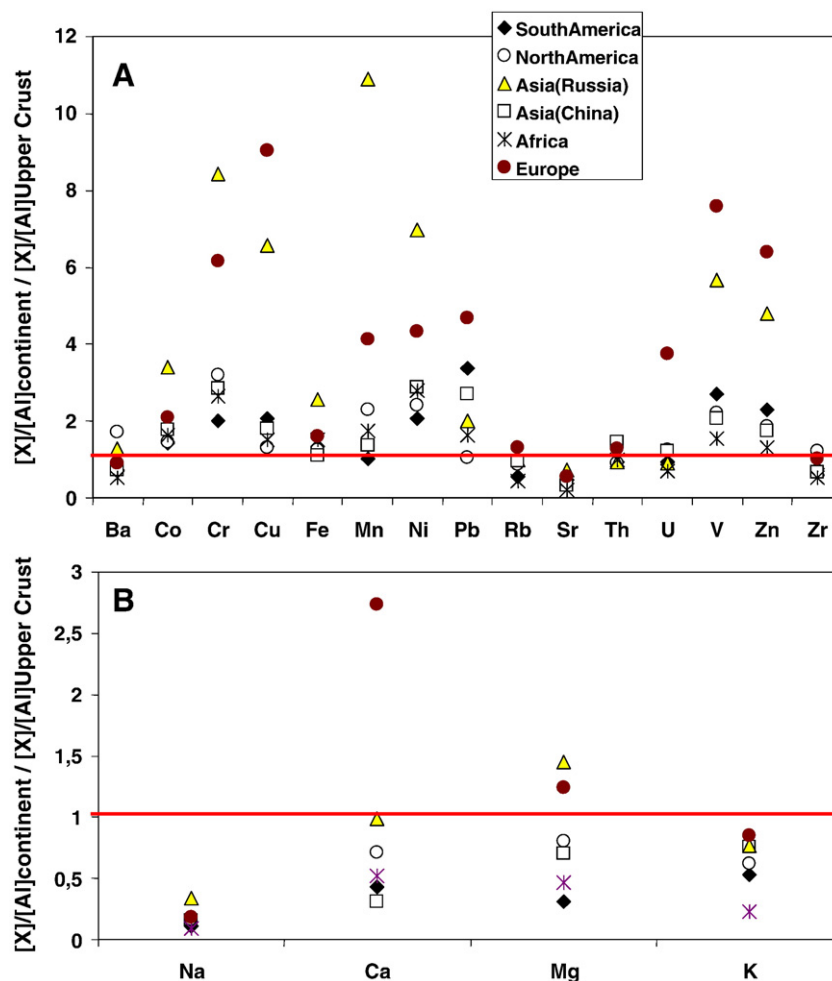 12
10
8
6
4
2
0
[X]/[Al]continent / [X]/[Al]Upper Crust
A
SouthAmerica
NorthAmerica
Asia(Russia)
Asia(China)
Africa
Europe
Ba Co Cr Cu Fe Mn Ni Pb Rb Sr Th U V Zn Zr
3
2,5
2
1,5
1
0,5
0
[X]/[Al]continent / [X]/[Al]Upper Crust
B
Na Ca Mg K